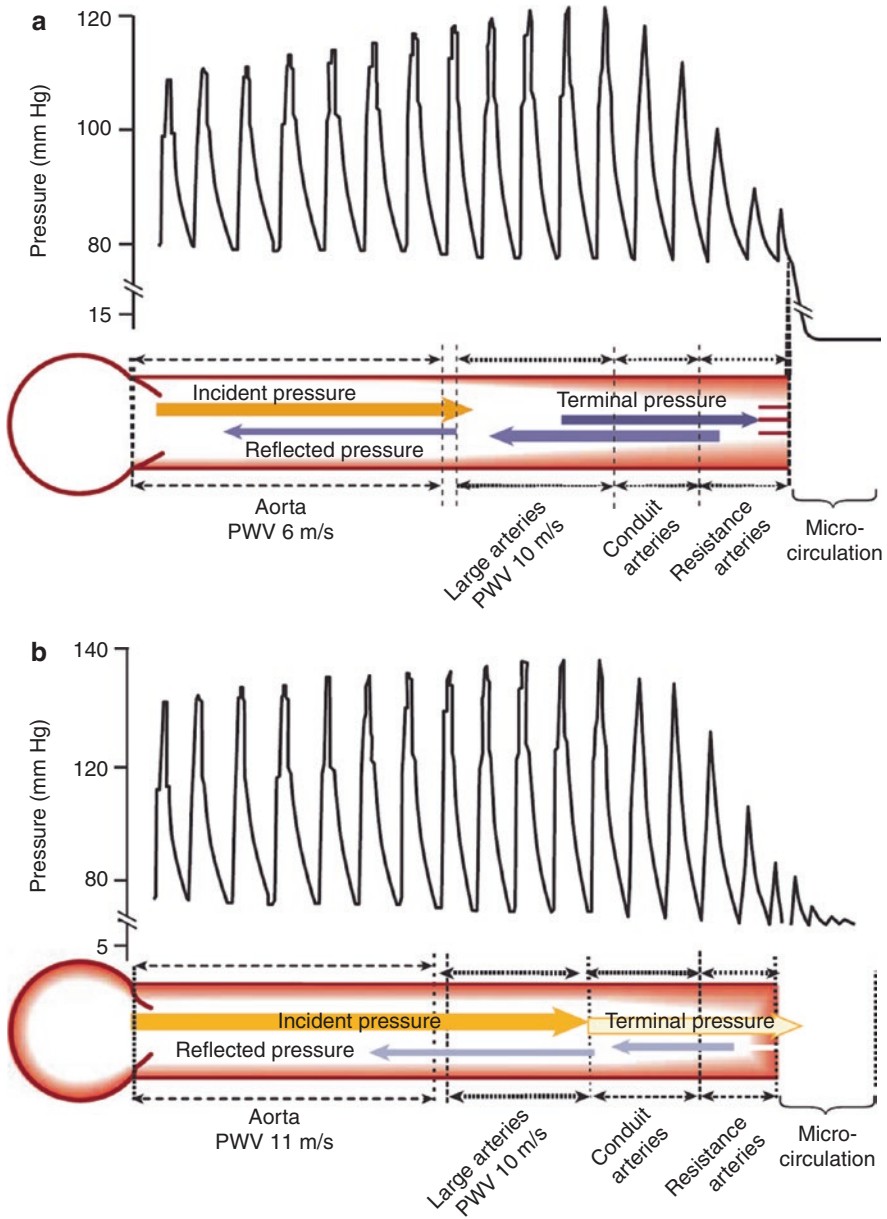 a
Pressure (mm Hg)
120
100
80
15
Incident pressure
Terminal pressure
Reflected pressure
Aorta
PWV 6 m/s
Large arteries
PWV 10 m/s
Conduit
arteries
Resistance
arteries
Micro-
circulation
b
Pressure (mm Hg)
140
120
80
5
Incident pressure
Terminal pressure
Reflected pressure
Aorta
PWV 11 m/s
Large arteries
PWV 10 m/s
Conduit
arteries
Resistance
arteries
Micro-
circulation